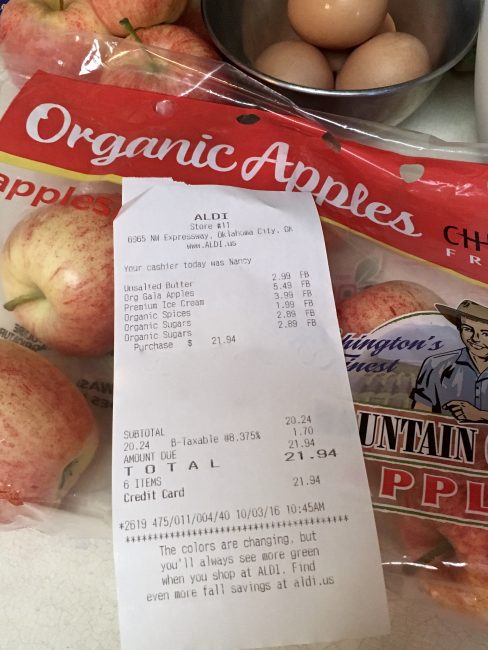 Organic Apples
apples
ALDI
Store #11
6965 NW Expressway, Oklahoma City, OK
www.ALDI.us
Your cashier today was Nancy
Unsalted Butter 2.99 FB
Org Gala Apples 5.49 FB
Premium Ice Cream 3.99 FB
Organic Spices 1.99 FB
Organic Sugars 2.89 FB
Organic Sugars 2.89 FB
Purchase $ 21.94
SUBTOTAL 20.24
20.24 B-Taxable @8.375% 1.70
AMOUNT DUE 21.94
TOTAL 21.94
6 ITEMS
Credit Card 21.94
*2619 475/011/004/40 10/03/16 10:45AM
******************************************
The colors are changing, but
you'll always see more green
when you shop at ALDI. Find
even more fall savings at aldi.us
hington's
inest
UNTAIN
PPL